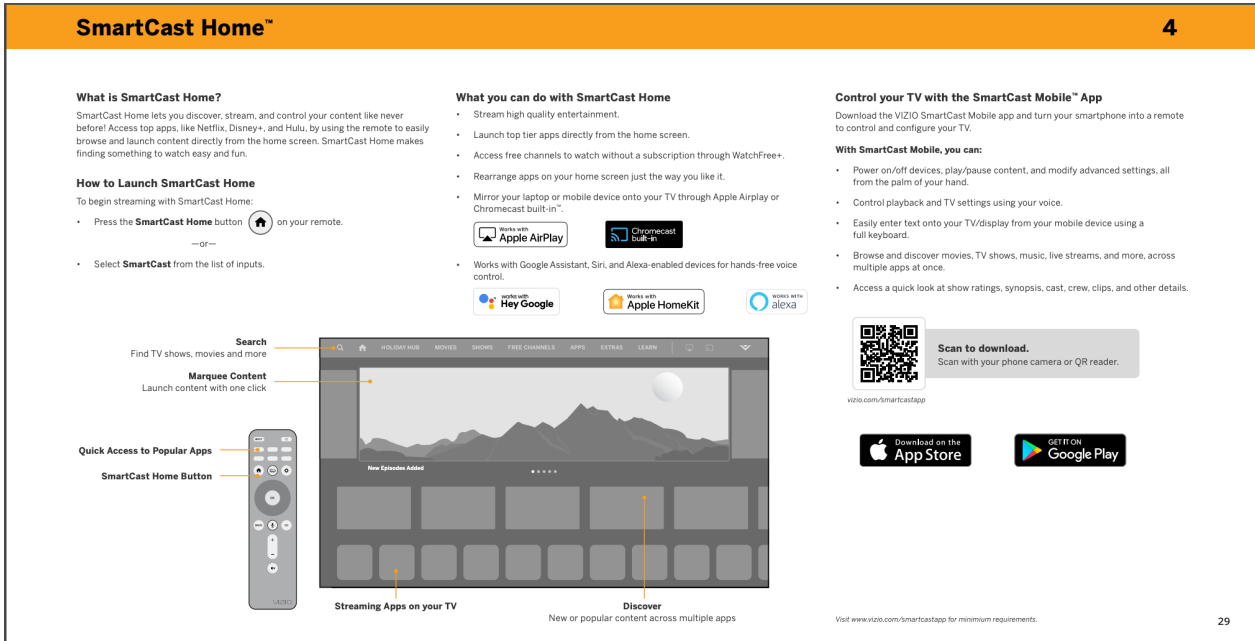 SmartCast Home™
4
What is SmartCast Home?
SmartCast Home lets you discover, stream, and control your content like never
before! Access top apps, like Netflix, Disney+, and Hulu, by using the remote to easily
browse and launch content directly from the home screen. SmartCast Home makes
finding something to watch easy and fun.
How to Launch SmartCast Home
To begin streaming with SmartCast Home:
• Press the SmartCast Home button on your remote.
—or—
• Select SmartCast from the list of inputs.
What you can do with SmartCast Home
• Stream high quality entertainment.
• Launch top tier apps directly from the home screen.
• Access free channels to watch without a subscription through WatchFree+.
• Rearrange apps on your home screen just the way you like it.
• Mirror your laptop or mobile device onto your TV through Apple Airplay or
Chromecast built-in™.
Works with
Apple AirPlay
Chromecast
built-in
• Works with Google Assistant, Siri, and Alexa-enabled devices for hands-free voice
control.
works with
Hey Google
Works with
Apple HomeKit
WORKS WITH
alexa
Control your TV with the SmartCast Mobile™ App
Download the VIZIO SmartCast Mobile app and turn your smartphone into a remote
to control and configure your TV.
With SmartCast Mobile, you can:
• Power on/off devices, play/pause content, and modify advanced settings, all
from the palm of your hand.
• Control playback and TV settings using your voice.
• Easily enter text onto your TV/display from your mobile device using a
full keyboard.
• Browse and discover movies, TV shows, music, live streams, and more, across
multiple apps at once.
• Access a quick look at show ratings, synopsis, cast, crew, clips, and other details.
Scan to download.
Scan with your phone camera or QR reader.
vizio.com/smartcastapp
Download on the
App Store
GET IT ON
Google Play
Search
Find TV shows, movies and more
Marquee Content
Launch content with one click
Quick Access to Popular Apps
SmartCast Home Button
OK
VIZIO
HOLIDAY HUB MOVIES SHOWS FREE CHANNELS APPS EXTRAS LEARN
New Episodes Added
Streaming Apps on your TV
Discover
New or popular content across multiple apps
Visit www.vizio.com/smartcastapp for minimium requirements.
29